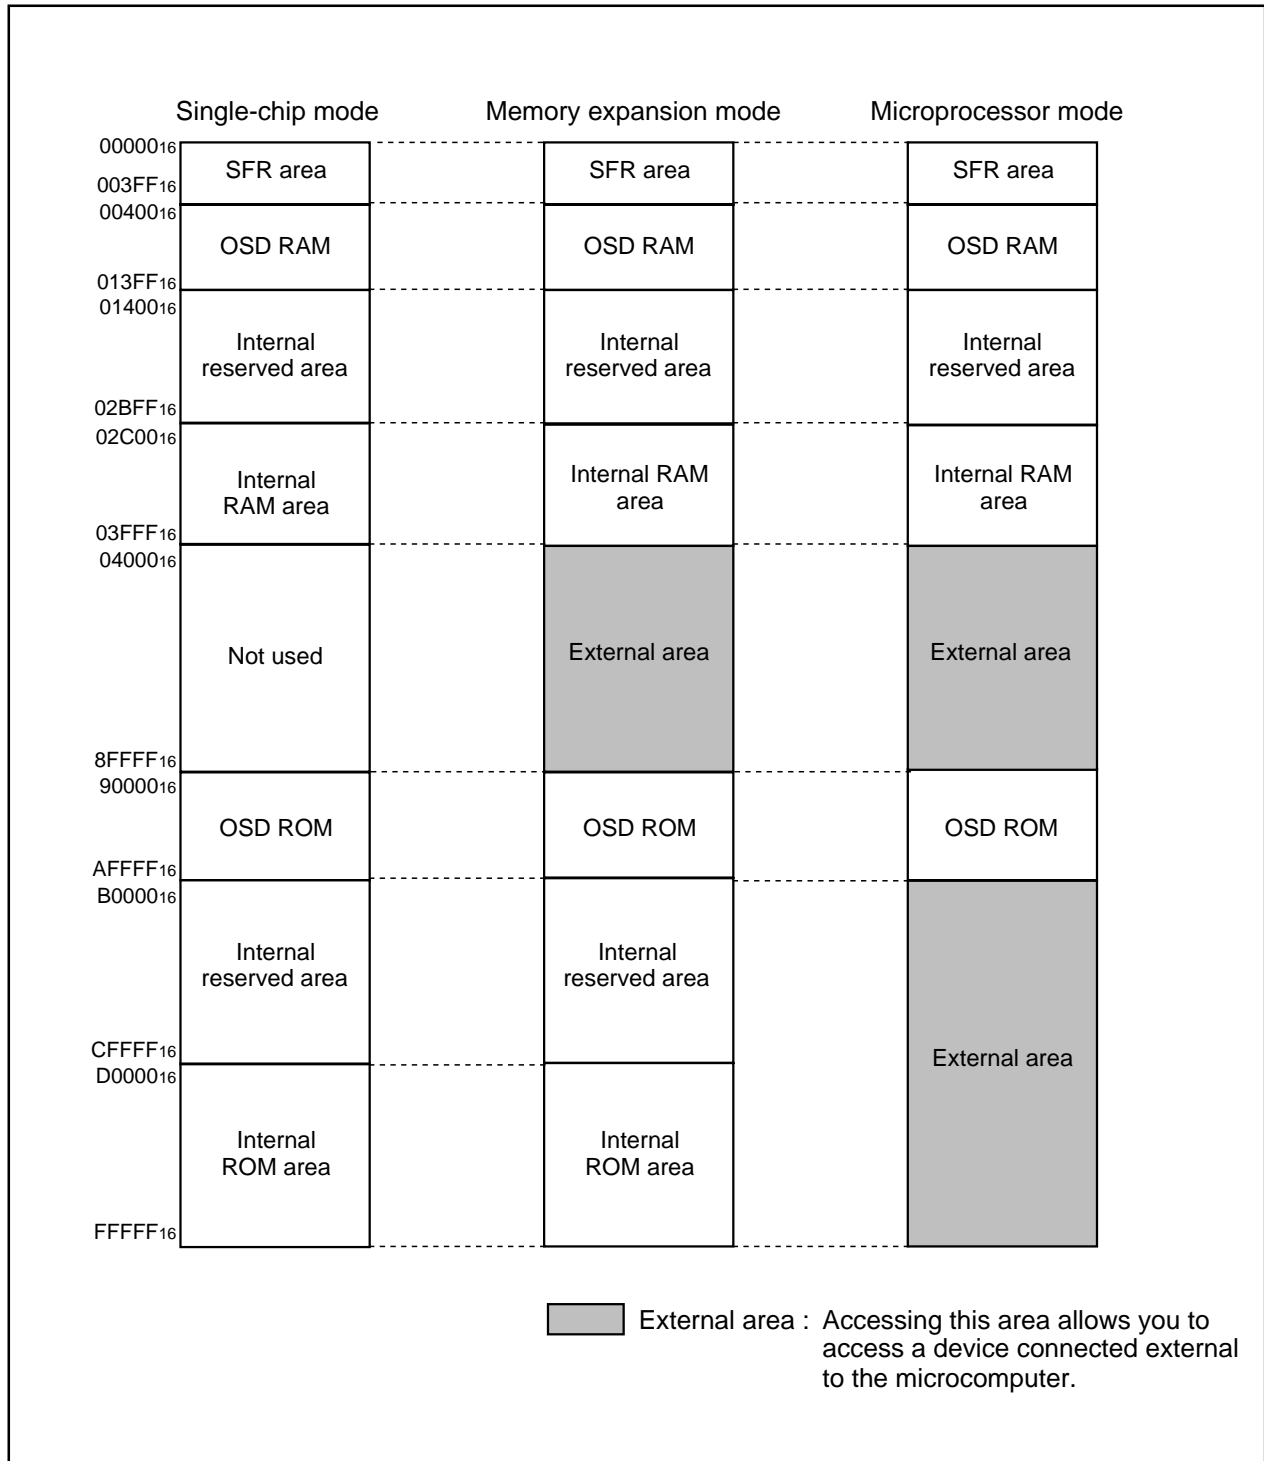 Single-chip mode
Memory expansion mode
Microprocessor mode
0000016
003FF16
0040016
013FF16
0140016
02BFF16
02C0016
03FFF16
0400016
8FFFF16
9000016
AFFFF16
B000016
CFFFF16
D000016
FFFFF16
SFR area
OSD RAM
Internal
reserved area
Internal
RAM area
Not used
OSD ROM
Internal
reserved area
Internal
ROM area
SFR area
OSD RAM
Internal
reserved area
Internal RAM
area
External area
OSD ROM
Internal
reserved area
Internal
ROM area
SFR area
OSD RAM
Internal
reserved area
Internal RAM
area
External area
OSD ROM
External area
External area : Accessing this area allows you to
access a device connected external
to the microcomputer.